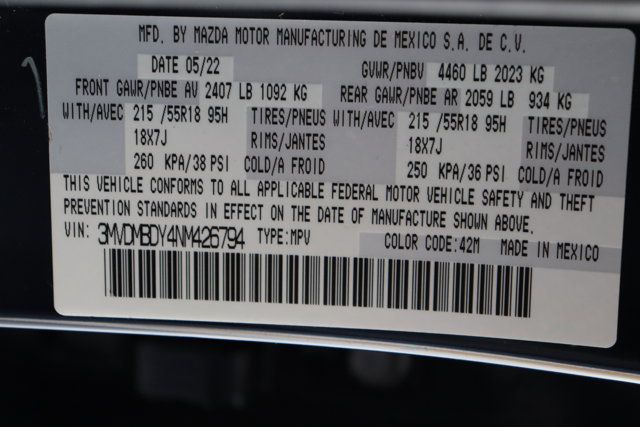 MFD. BY MAZDA MOTOR MANUFACTURING DE MEXICO S.A. DE C.V.
DATE 05/22 GVWR/PNBV 4460 LB 2023 KG
FRONT GAWR/PNBE AV 2407 LB 1092 KG REAR GAWR/PNBE AR 2059 LB 934 KG
WITH/AVEC 215 /55R18 95H TIRES/PNEUS WITH/AVEC 215 /55R18 95H TIRES/PNEUS
18X7J RIMS/JANTES 18X7J RIMS/JANTES
260 KPA/38 PSI COLD/A FROID 250 KPA/36 PSI COLD/A FROID
THIS VEHICLE CONFORMS TO ALL APPLICABLE FEDERAL MOTOR VEHICLE SAFETY AND THEFT
PREVENTION STANDARDS IN EFFECT ON THE DATE OF MANUFACTURE SHOWN ABOVE.
VIN: 3MVDMBDY4NM426794 TYPE:MPV COLOR CODE:42M MADE IN MEXICO